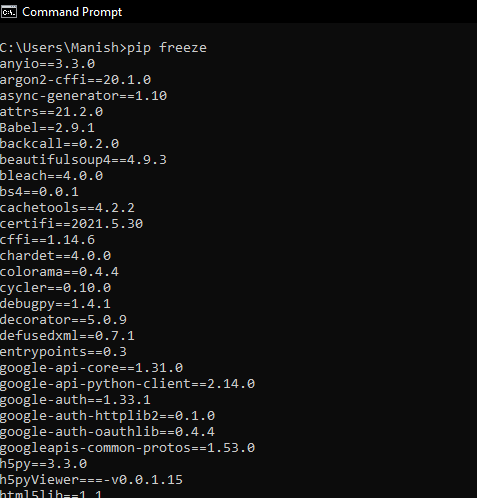 Command Prompt
C:\Users\Manish>pip freeze
anyio==3.3.0
argon2-cffi==20.1.0
async-generator==1.10
attrs==21.2.0
Babel==2.9.1
backcall==0.2.0
beautifulsoup4==4.9.3
bleach==4.0.0
bs4==0.0.1
cachetools==4.2.2
certifi==2021.5.30
cffi==1.14.6
chardet==4.0.0
colorama==0.4.4
cycler==0.10.0
debugpy==1.4.1
decorator==5.0.9
defusedxml==0.7.1
entrypoints==0.3
google-api-core==1.31.0
google-api-python-client==2.14.0
google-auth==1.33.1
google-auth-httplib2==0.1.0
google-auth-oauthlib==0.4.4
googleapis-common-protos==1.53.0
h5py==3.3.0
h5pyViewer===-v0.0.1.15
html5lib==1.1